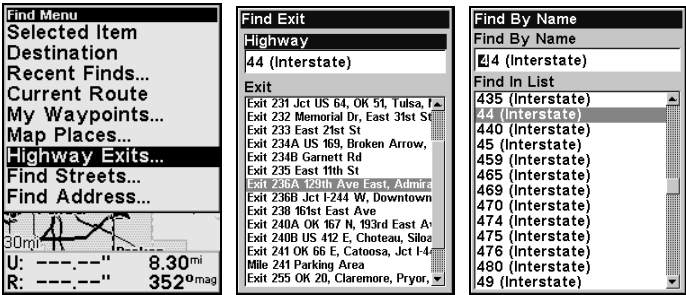 Find Menu
Selected Item
Destination
Recent Finds...
Current Route
My Waypoints...
Map Places...
Highway Exits...
Find Streets...
Find Address...
30mi
U: ---.--" 8.30mi
R: ---.--" 352°mag
Find Exit
Highway
44 (Interstate)
Exit
Exit 231 Jct US 64, OK 51, Tulsa,
Exit 232 Memorial Dr, East 31st St
Exit 233 East 21st St
Exit 234A US 169, Broken Arrow,
Exit 234B Garnett Rd
Exit 235 East 11th St
Exit 236A 129th Ave East, Admira
Exit 236B Jct I-244 W, Downtown
Exit 238 161st East Ave
Exit 240A OK 167 N, 193rd East Av
Exit 240B US 412 E, Choteau, Siloa
Exit 241 OK 66 E, Catoosa, Jct I-44
Mile 241 Parking Area
Exit 255 OK 20, Claremore, Pryor,
Find By Name
Find By Name
44 (Interstate)
Find In List
435 (Interstate)
44 (Interstate)
440 (Interstate)
45 (Interstate)
459 (Interstate)
465 (Interstate)
469 (Interstate)
470 (Interstate)
474 (Interstate)
475 (Interstate)
476 (Interstate)
480 (Interstate)
49 (Interstate)